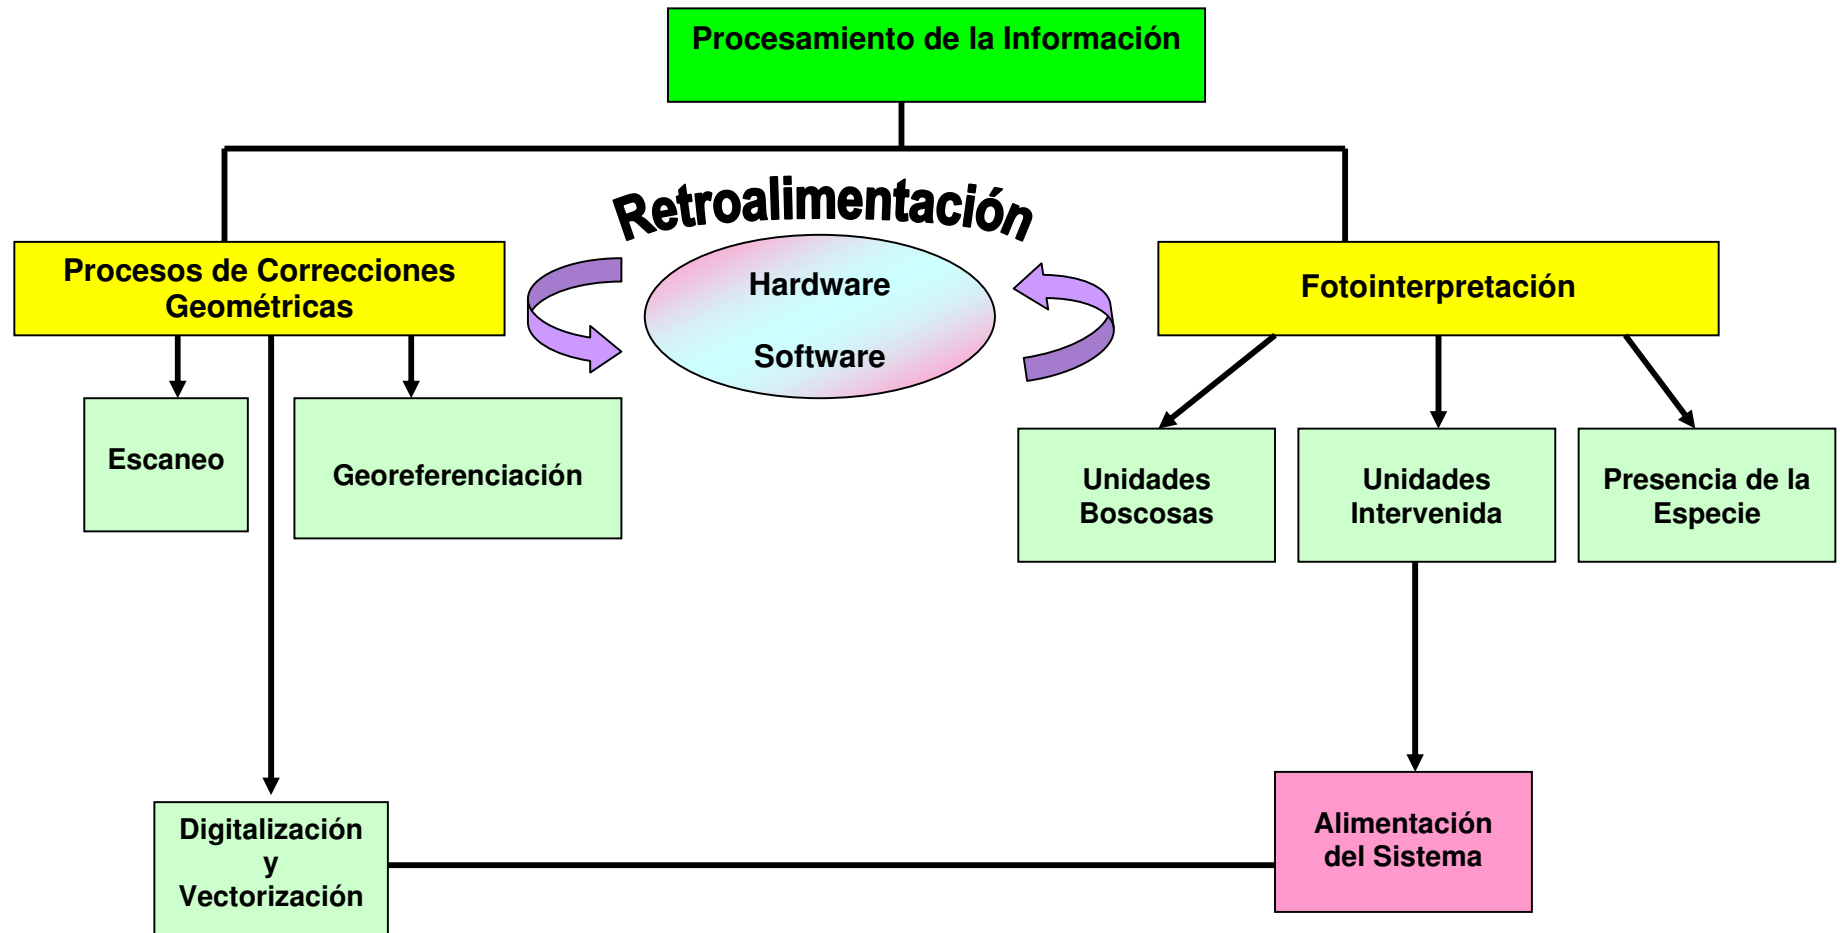 Procesamiento de la Información
Retroalimentación
Procesos de Correcciones
Geométricas
Hardware
Software
Fotointerpretación
Escaneo
Georeferenciación
Unidades
Boscosas
Unidades
Intervenida
Presencia de la
Especie
Digitalización
y
Vectorización
Alimentación
del Sistema